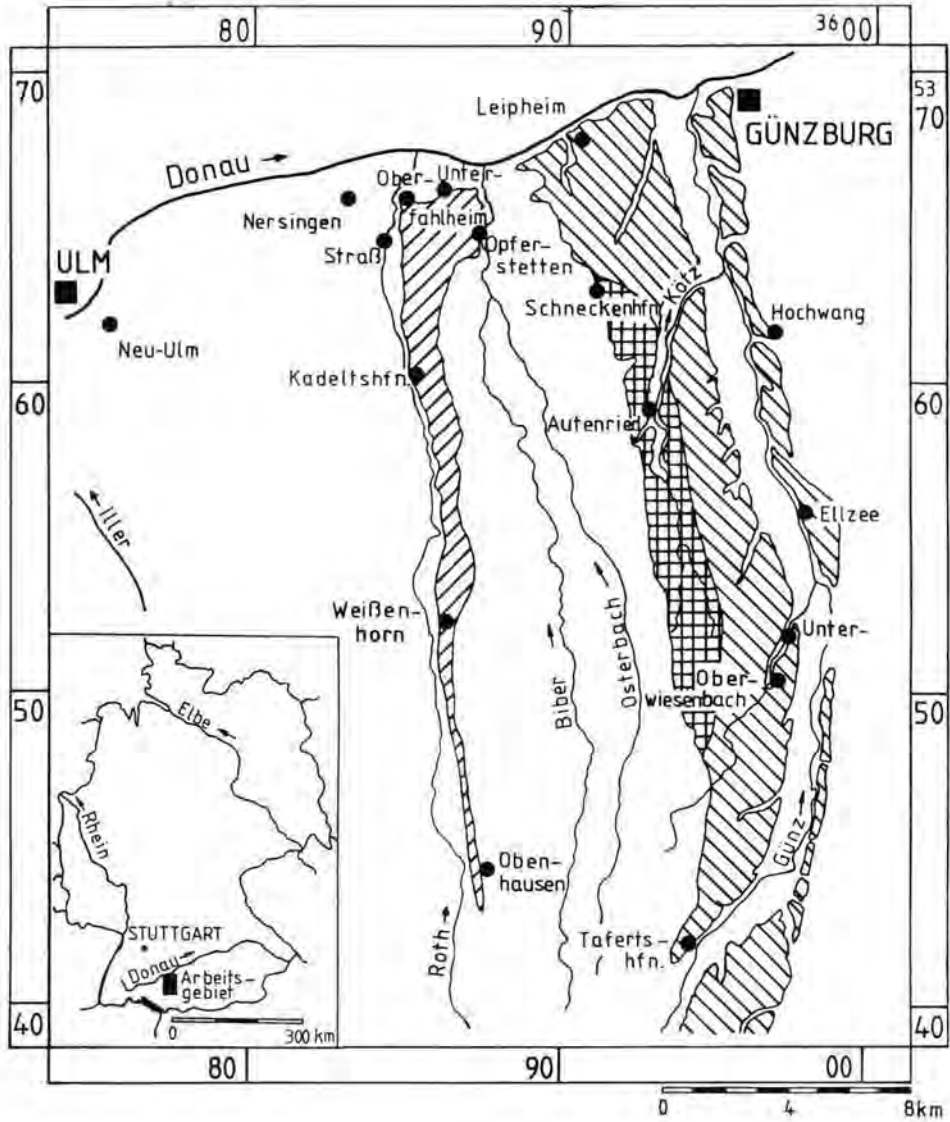 80
90
36 00
70
53
70
Leipheim
GÜNZBURG
Donau
Ober-
Unter-
fahlheim
Nersingen
Straß
Opfer-
stetten
ULM
Schneckenhfn.
Kötz
Hochwang
Neu-Ulm
Kadeltshfn.
60
60
Autenried
Iller
Ellzee
Weißen-
horn
Biber
Osterbach
Unter-
Ober-
wiesenbach
50
50
Elbe
Rhein
Günz
Oben-
hausen
STUTTGART
Donau
Arbeits-
gebiet
Roth
Taferts-
hfn.
0
300 km
40
40
80
90
00
0
4
8km